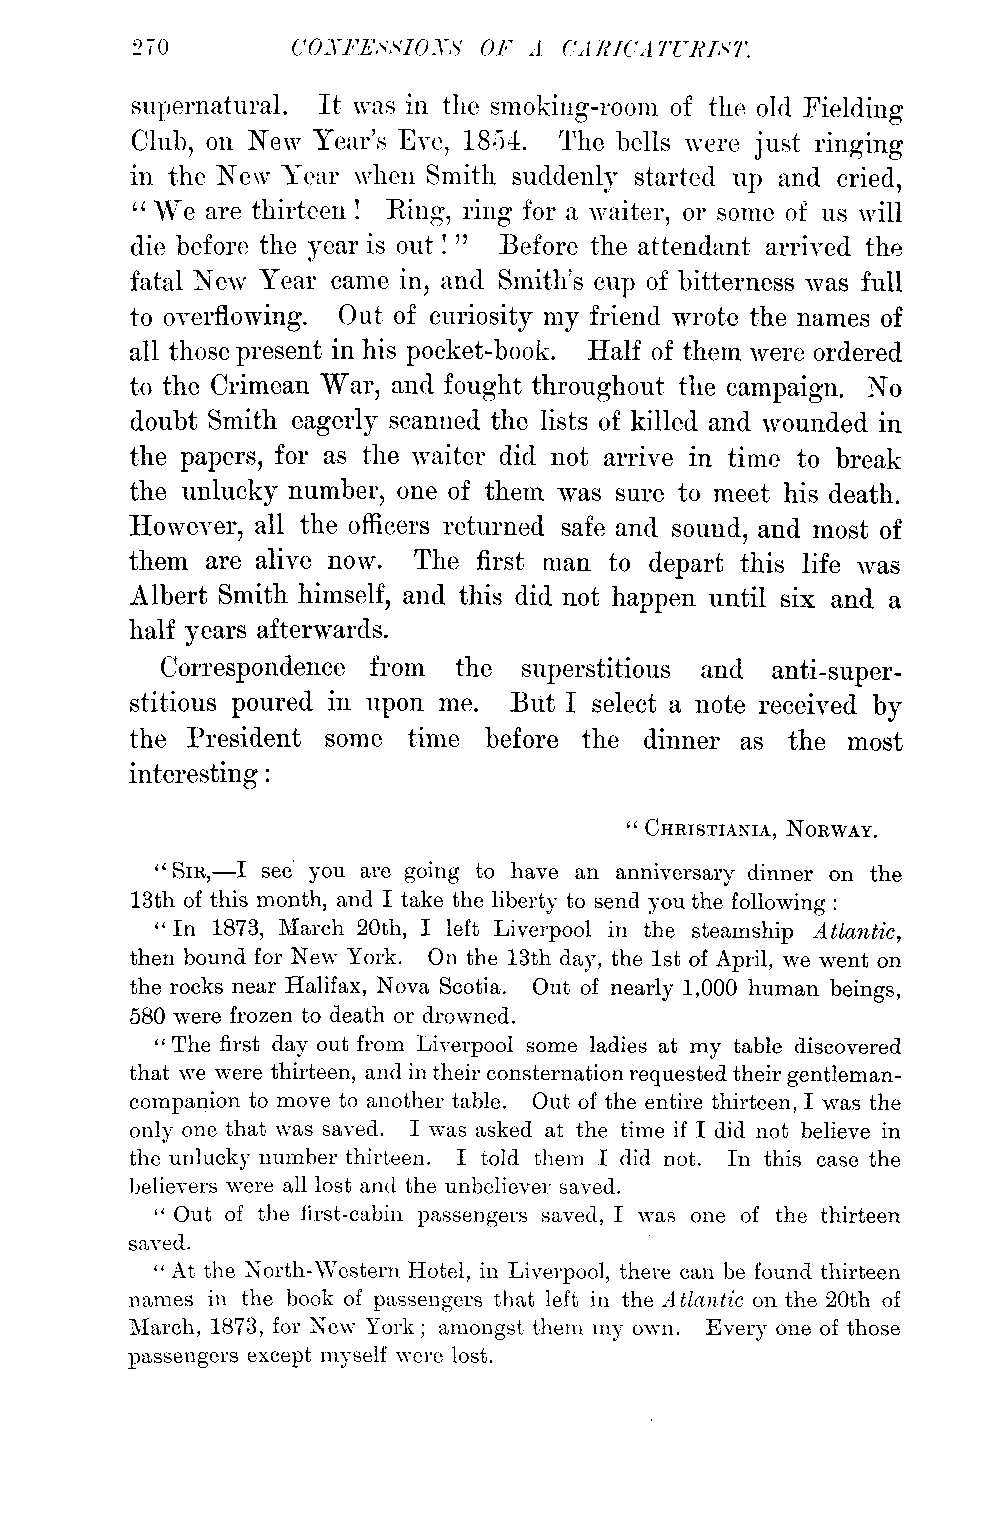 270 CONFESSIONS OF A CARICATURIST.
supernatural. It was in the smoking-room of the old Fielding
Club, on New Year's Eve, 1854. The bells were just ringing
in the New Year when Smith suddenly started up and cried,
“ We are thirteen ! Ring, ring for a waiter, or some of us will
die before the year is out ! ” Before the attendant arrived the
fatal New Year came in, and Smith's cup of bitterness was full
to overflowing. Out of curiosity my friend wrote the names of
all those present in his pocket-book. Half of them were ordered
to the Crimean War, and fought throughout the campaign. No
doubt Smith eagerly scanned the lists of killed and wounded in
the papers, for as the waiter did not arrive in time to break
the unlucky number, one of them was sure to meet his death.
However, all the officers returned safe and sound, and most of
them are alive now. The first man to depart this life was
Albert Smith himself, and this did not happen until six and a
half years afterwards.
Correspondence from the superstitious and anti-super-
stitious poured in upon me. But I select a note received by
the President some time before the dinner as the most
interesting :
“ CHRISTIANIA, NORWAY.
“ SIR,—I see you are going to have an anniversary dinner on the
13th of this month, and I take the liberty to send you the following :
“ In 1873, March 20th, I left Liverpool in the steamship Atlantic,
then bound for New York. On the 13th day, the 1st of April, we went on
the rocks near Halifax, Nova Scotia. Out of nearly 1,000 human beings,
580 were frozen to death or drowned.
“ The first day out from Liverpool some ladies at my table discovered
that we were thirteen, and in their consternation requested their gentleman-
companion to move to another table. Out of the entire thirteen, I was the
only one that was saved. I was asked at the time if I did not believe in
the unlucky number thirteen. I told them I did not. In this case the
believers were all lost and the unbeliever saved.
“ Out of the first-cabin passengers saved, I was one of the thirteen
saved.
“ At the North-Western Hotel, in Liverpool, there can be found thirteen
names in the book of passengers that left in the Atlantic on the 20th of
March, 1873, for New York ; amongst them my own. Every one of those
passengers except myself were lost.